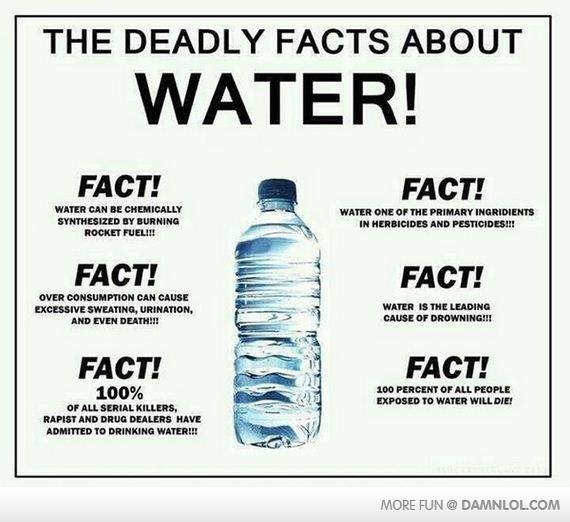 THE DEADLY FACTS ABOUT
WATER!
FACT!
WATER CAN BE CHEMICALLY
SYNTHESIZED BY BURNING
ROCKET FUEL!!!
FACT!
OVER CONSUMPTION CAN CAUSE
EXCESSIVE SWEATING, URINATION,
AND EVEN DEATH!!!
FACT!
100%
OF ALL SERIAL KILLERS,
RAPIST AND DRUG DEALERS HAVE
ADMITTED TO DRINKING WATER!!!
FACT!
WATER ONE OF THE PRIMARY INGRIDIENTS
IN HERBICIDES AND PESTICIDES!!!
FACT!
WATER IS THE LEADING
CAUSE OF DROWNING!!!
FACT!
100 PERCENT OF ALL PEOPLE
EXPOSED TO WATER WILL DIE!
MORE FUN @ DAMNLOL.COM